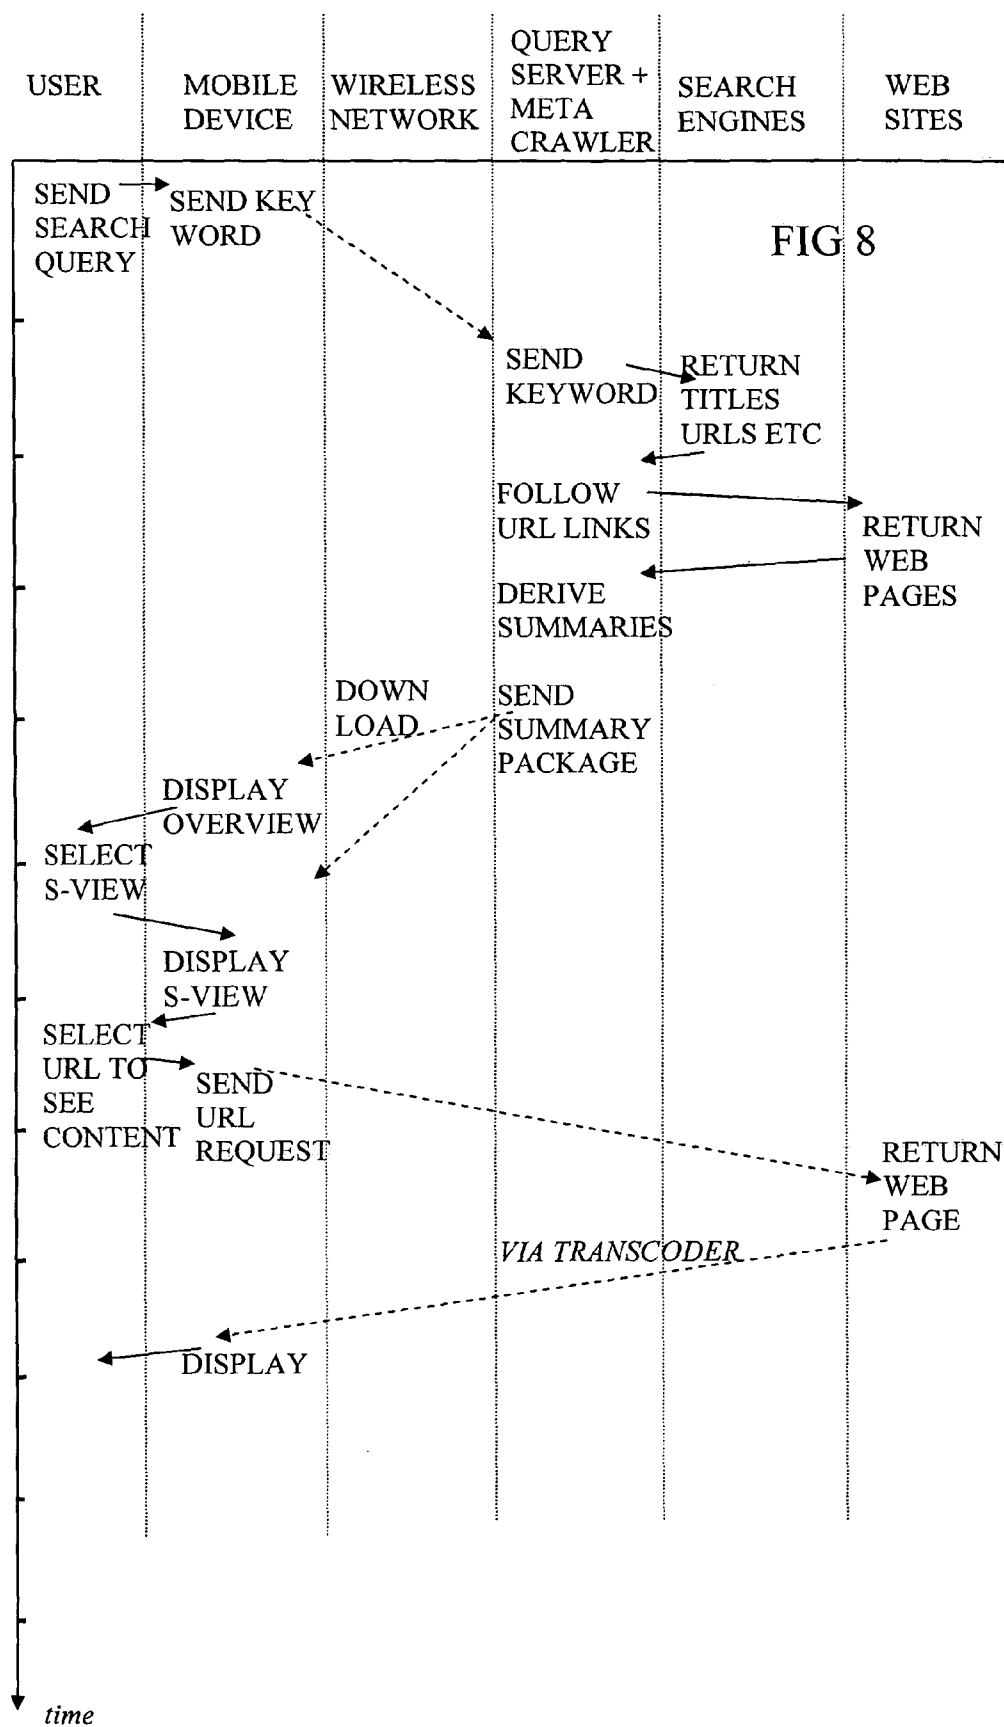 USER
MOBILE
DEVICE
WIRELESS
NETWORK
QUERY
SERVER +
META
CRAWLER
SEARCH
ENGINES
WEB
SITES
SEND
SEARCH
QUERY
SEND KEY
WORD
FIG 8
SEND
KEYWORD
RETURN
TITLES
URLS ETC
FOLLOW
URL LINKS
RETURN
WEB
PAGES
DERIVE
SUMMARIES
DOWN
LOAD
SEND
SUMMARY
PACKAGE
DISPLAY
OVERVIEW
SELECT
S-VIEW
DISPLAY
S-VIEW
SELECT
URL TO
SEE
CONTENT
SEND
URL
REQUEST
RETURN
WEB
PAGE
VIA TRANSCODER
DISPLAY
time